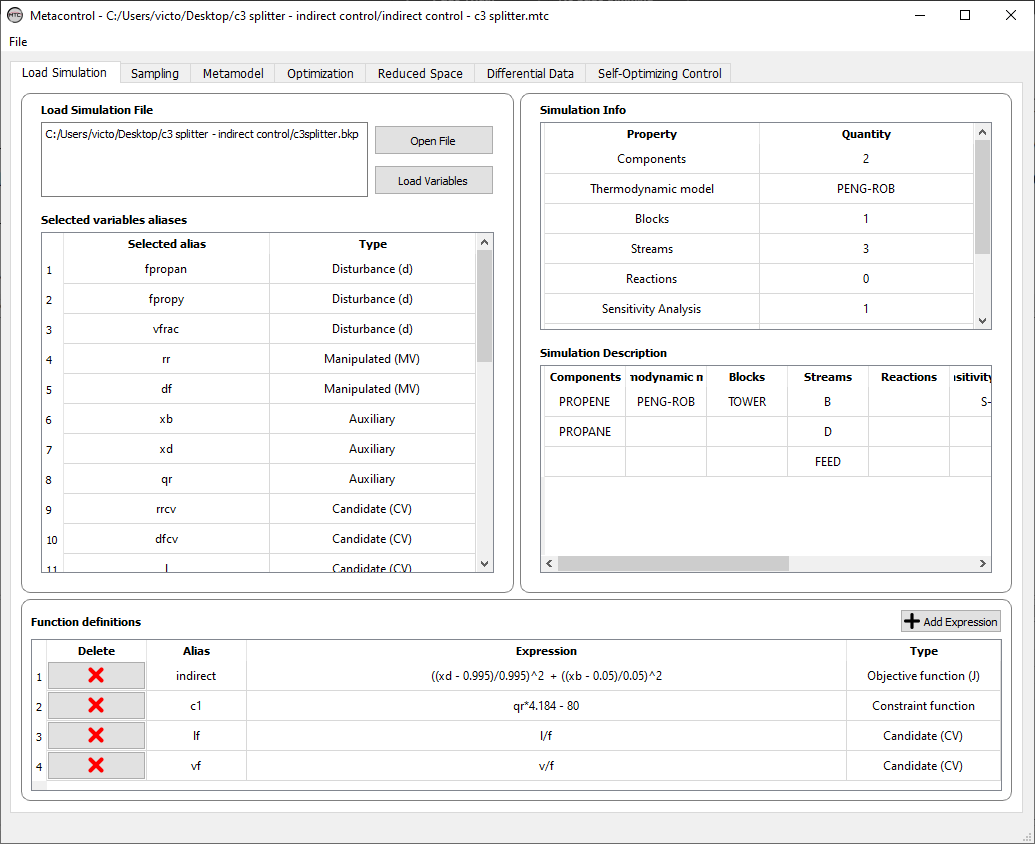 MTC Metacontrol - C:/Users/victo/Desktop/c3 splitter - indirect control/indirect control - c3 splitter.mtc
File
Load Simulation Sampling Metamodel Optimization Reduced Space Differential Data Self-Optimizing Control
Load Simulation File
C:/Users/victo/Desktop/c3 splitter - indirect control/c3splitter.bkp
Open File
Load Variables
Selected variables aliases
Selected alias Type
1 fpropan Disturbance (d)
2 fpropy Disturbance (d)
3 vfrac Disturbance (d)
4 rr Manipulated (MV)
5 df Manipulated (MV)
6 xb Auxiliary
7 xd Auxiliary
8 qr Auxiliary
9 rrcv Candidate (CV)
10 dfcv Candidate (CV)
11 l Candidate (CV)
Simulation Info
Property Quantity
Components 2
Thermodynamic model PENG-ROB
Blocks 1
Streams 3
Reactions 0
Sensitivity Analysis 1
Simulation Description
Components modynamic n Blocks Streams Reactions sitivity
PROPENE PENG-ROB TOWER B S-
PROPANE D
FEED
Function definitions
Add Expression
Delete Alias Expression Type
1 indirect ((xd - 0.995)/0.995)^2 + ((xb - 0.05)/0.05)^2 Objective function (J)
2 c1 qr*4.184 - 80 Constraint function
3 lf l/f Candidate (CV)
4 vf v/f Candidate (CV)